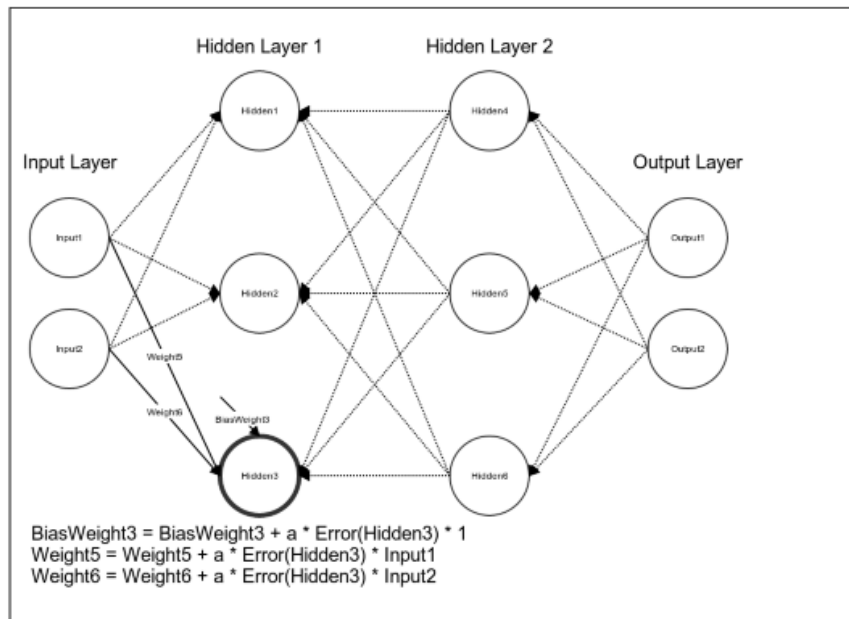 Hidden Layer 1
Hidden Layer 2
Hidden1
Hidden4
Input Layer
Output Layer
Input1
Output1
Hidden2
Hidden5
Input2
Output2
Weight5
Weight6
BiasWeight3
Hidden3
Hidden6
BiasWeight3 = BiasWeight3 + a * Error(Hidden3) * 1
Weight5 = Weight5 + a * Error(Hidden3) * Input1
Weight6 = Weight6 + a * Error(Hidden3) * Input2